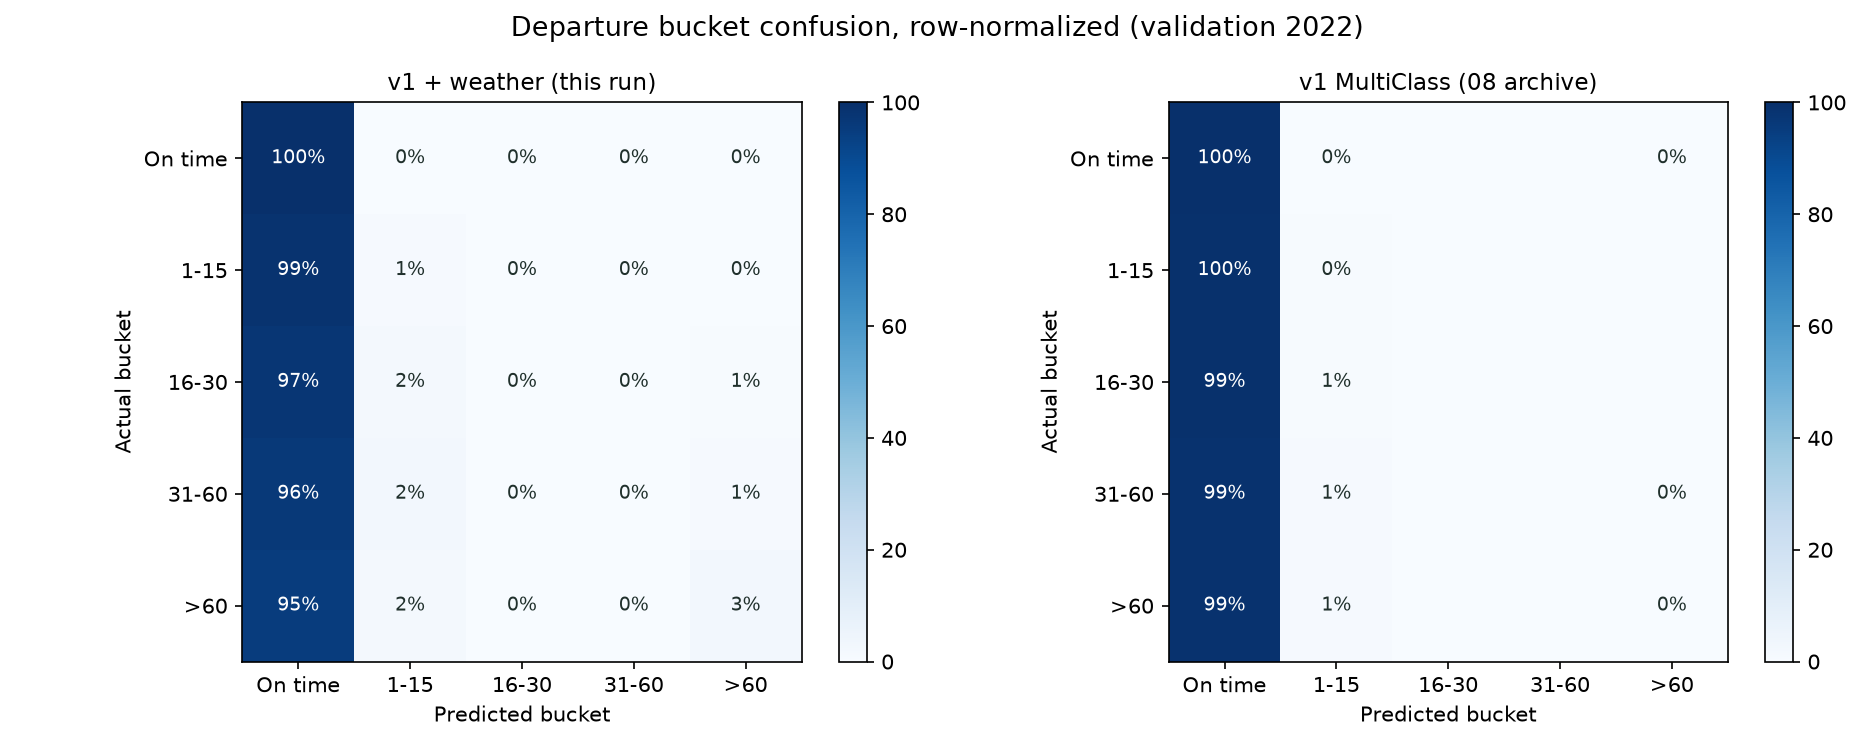 Departure bucket confusion, row-normalized (validation 2022)
v1 + weather (this run)
Actual bucket
On time 100% 0% 0% 0% 0%
1-15 99% 1% 0% 0% 0%
16-30 97% 2% 0% 0% 1%
31-60 96% 2% 0% 0% 1%
>60 95% 2% 0% 0% 3%
On time 1-15 16-30 31-60 >60
Predicted bucket
100
80
60
40
20
0
v1 MultiClass (08 archive)
Actual bucket
On time 100% 0% 0%
1-15 100% 0%
16-30 99% 1%
31-60 99% 1% 0%
>60 99% 1% 0%
On time 1-15 16-30 31-60 >60
Predicted bucket
100
80
60
40
20
0